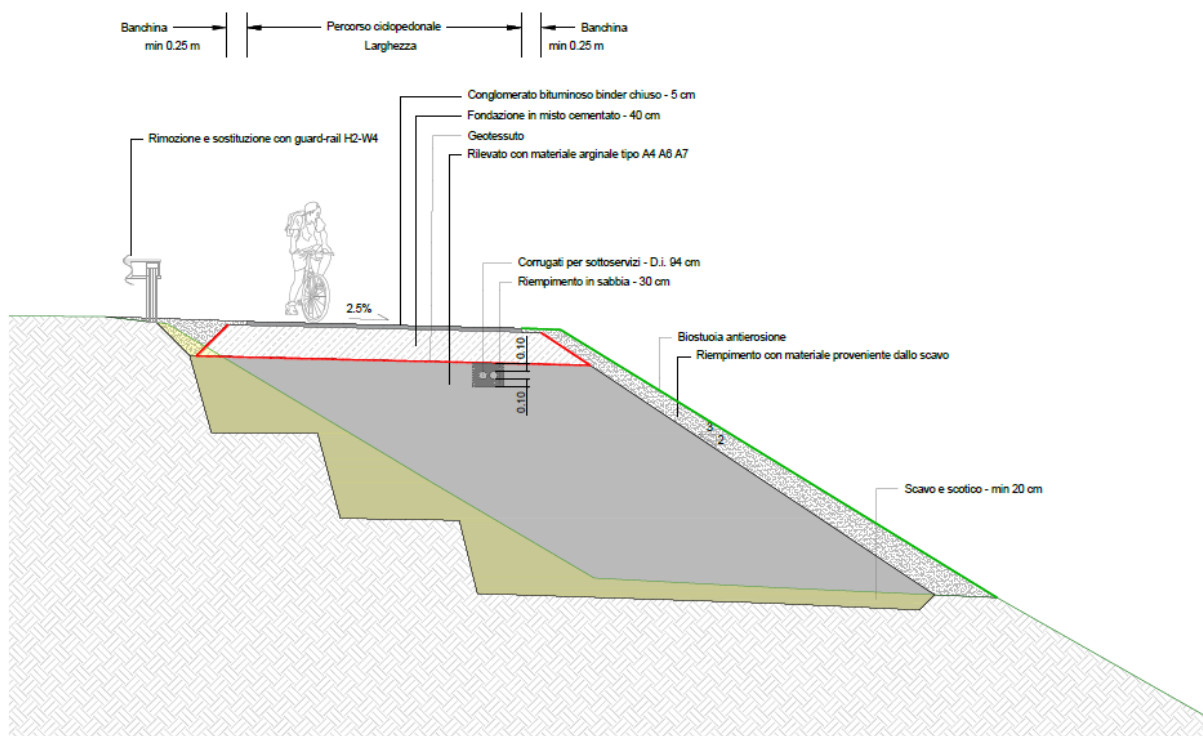 Banchina
min 0.25 m
Percorso ciclopedonale
Larghezza
Banchina
min 0.25 m
Conglomerato bituminoso binder chiuso - 5 cm
Fondazione in misto cementato - 40 cm
Geotessuto
Rilevato con materiale arginale tipo A4 A6 A7
Rimozione e sostituzione con guard-rail H2-W4
Corrugati per sottoservizi - D.i. 94 cm
Riempimento in sabbia - 30 cm
2.5%
0.10
0.10
Biostuoia antierosione
Riempimento con materiale proveniente dallo scavo
3
2
Scavo e scotico - min 20 cm